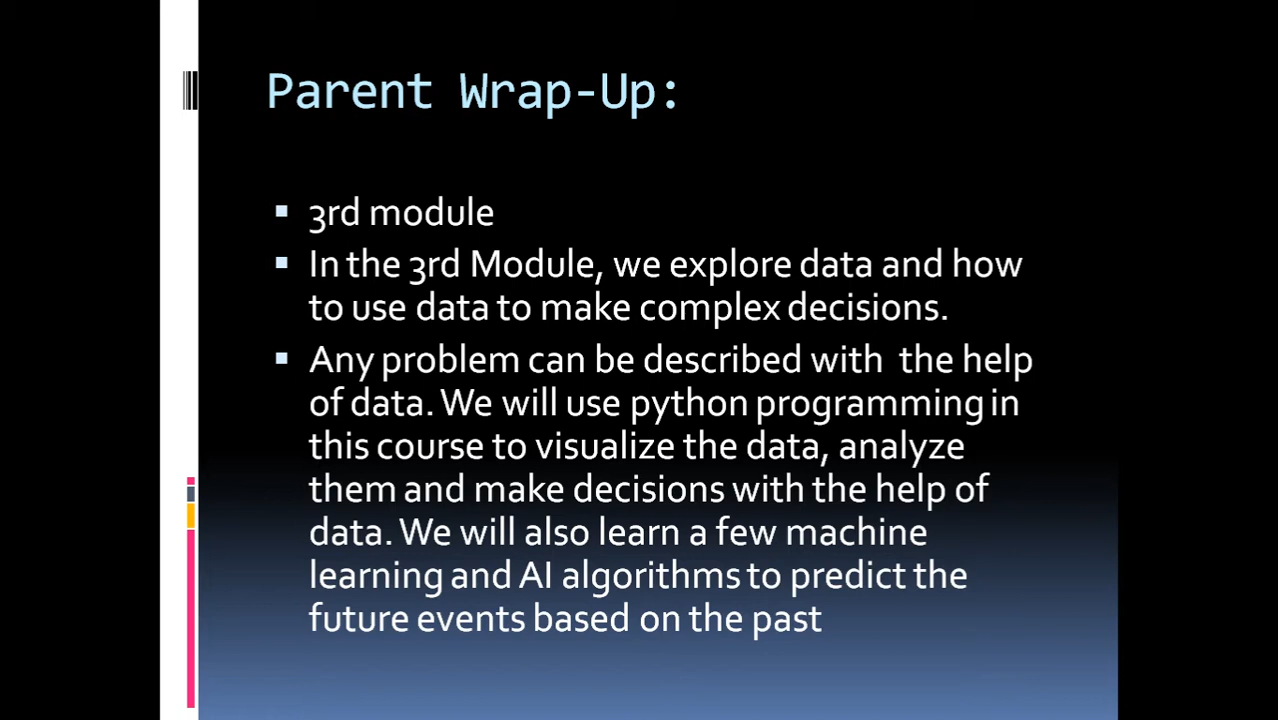 Parent Wrap-Up:
3rd module
In the 3rd Module, we explore data and how
to use data to make complex decisions.
Any problem can be described with the help
of data. We will use python programming in
this course to visualize the data, analyze
them and make decisions with the help of
data. We will also learn a few machine
learning and AI algorithms to predict the
future events based on the past